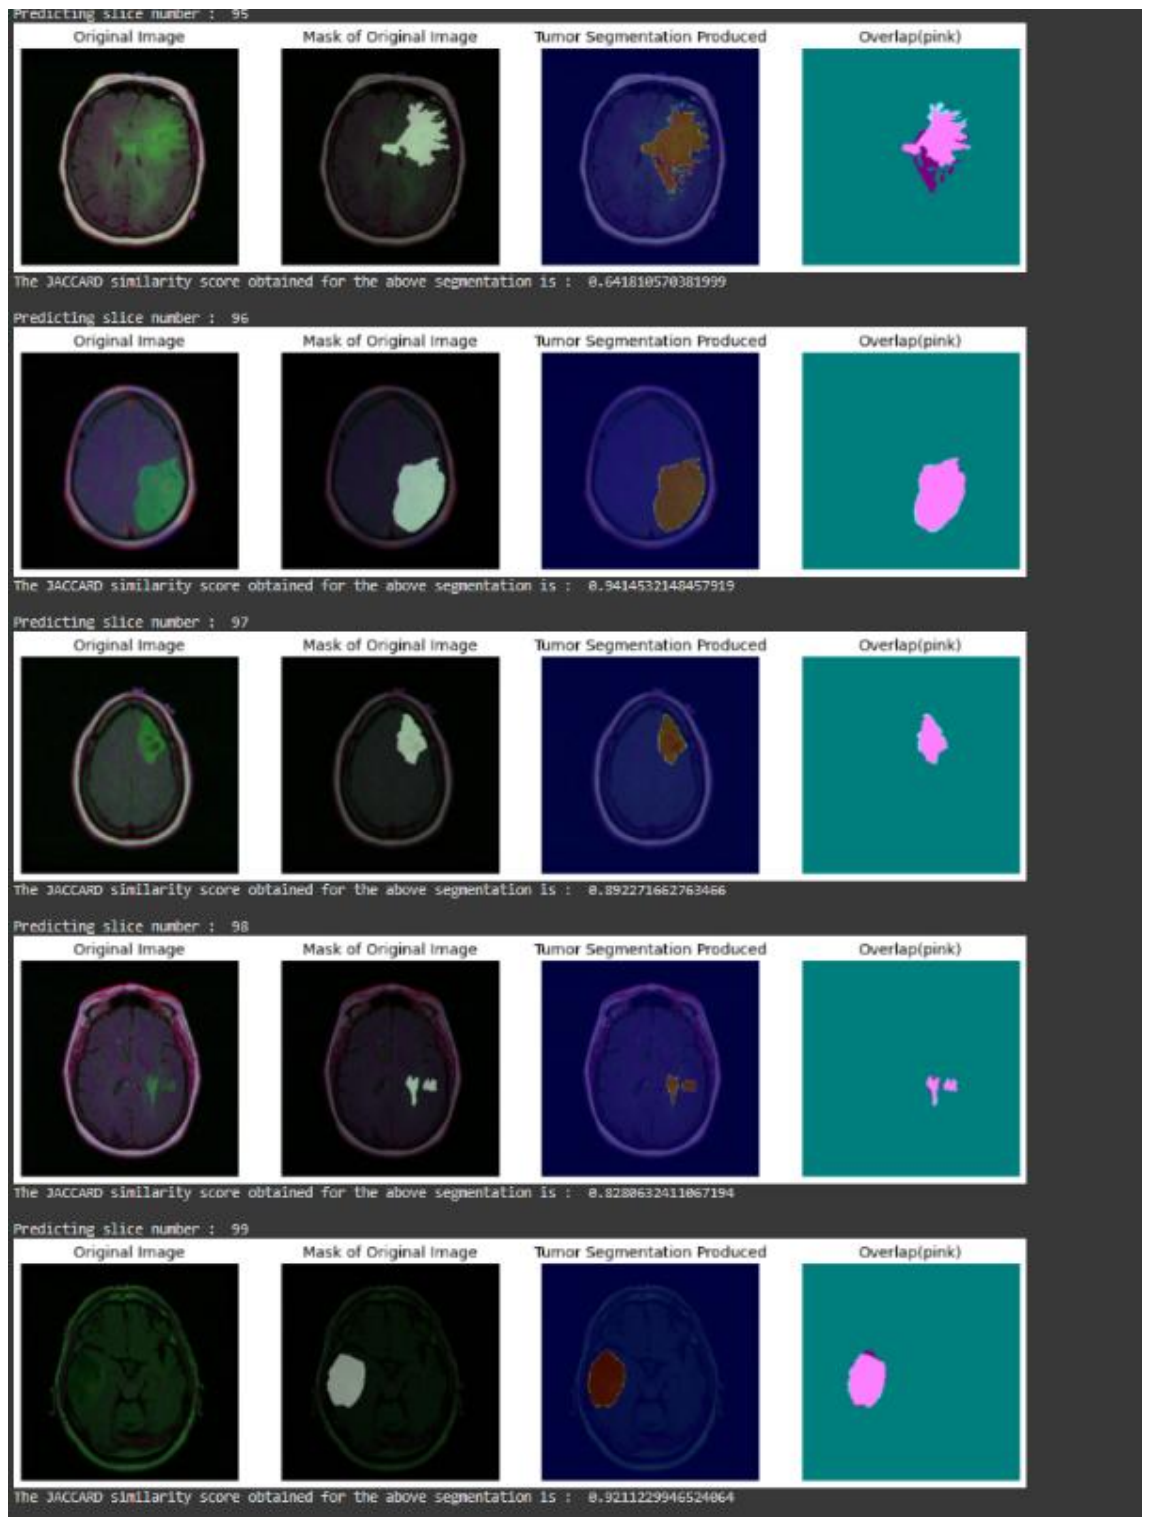 Predicting slice number : 95
Original Image Mask of Original Image Tumor Segmentation Produced Overlap(pink)
The JACCARD similarity score obtained for the above segmentation is : 0.641810570381999
Predicting slice number : 96
Original Image Mask of Original Image Tumor Segmentation Produced Overlap(pink)
The JACCARD similarity score obtained for the above segmentation is : 0.9414532148457919
Predicting slice number : 97
Original Image Mask of Original Image Tumor Segmentation Produced Overlap(pink)
The JACCARD similarity score obtained for the above segmentation is : 0.892271662763466
Predicting slice number : 98
Original Image Mask of Original Image Tumor Segmentation Produced Overlap(pink)
The JACCARD similarity score obtained for the above segmentation is : 0.8280632411067194
Predicting slice number : 99
Original Image Mask of Original Image Tumor Segmentation Produced Overlap(pink)
The JACCARD similarity score obtained for the above segmentation is : 0.9211229946524064